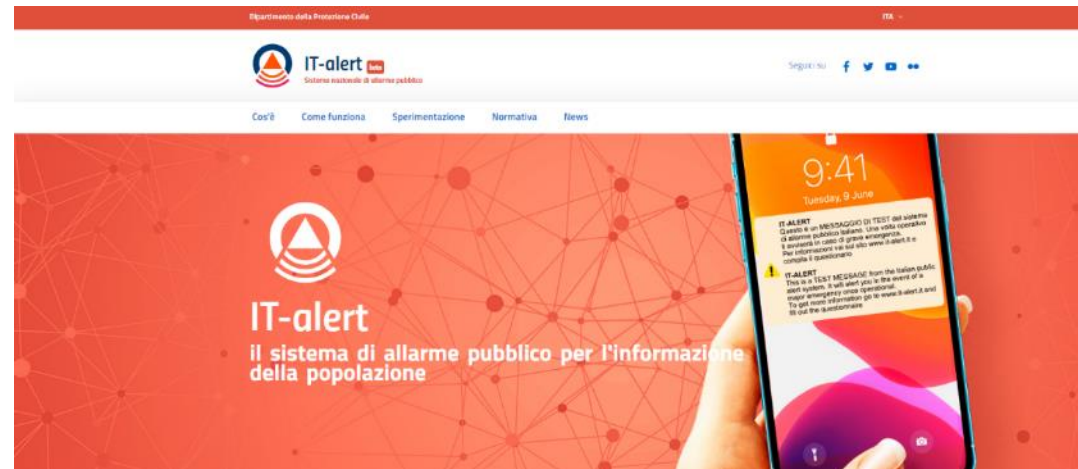 Dipartimento della Protezione Civile
ITA
IT-alert beta
Sistema nazionale di allarme pubblico
Seguici su
Cos'è Come funziona Sperimentazione Normativa News
9:41
Tuesday, 9 June
IT-ALERT
Questo è un MESSAGGIO DI TEST del sistema
di allarme pubblico italiano. Una volta operativo
ti avviserà in caso di grave emergenza.
Per informazioni vai sul sito www.it-alert.it e
compila il questionario
IT-ALERT
This is a TEST MESSAGE from the Italian public
alert system. It will alert you in the event of a
major emergency once operational.
To get more information go to www.it-alert.it and
fill out the questionnaire
IT-alert
il sistema di allarme pubblico per l'informazione
della popolazione